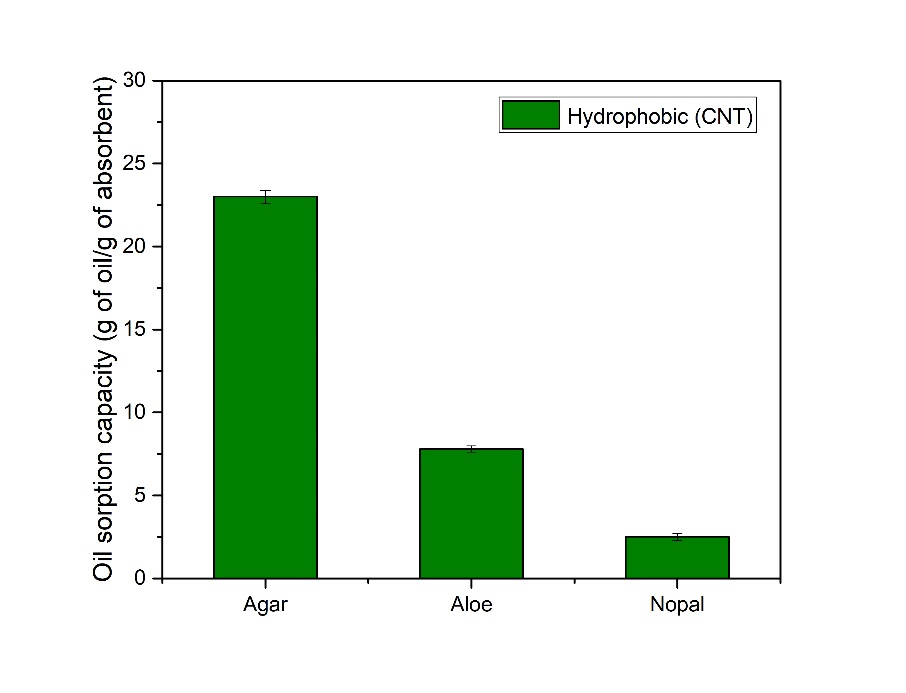 Oil sorption capacity (g of oil/g of absorbent)
30
25
20
15
10
5
0
Hydrophobic (CNT)
Agar Aloe Nopal